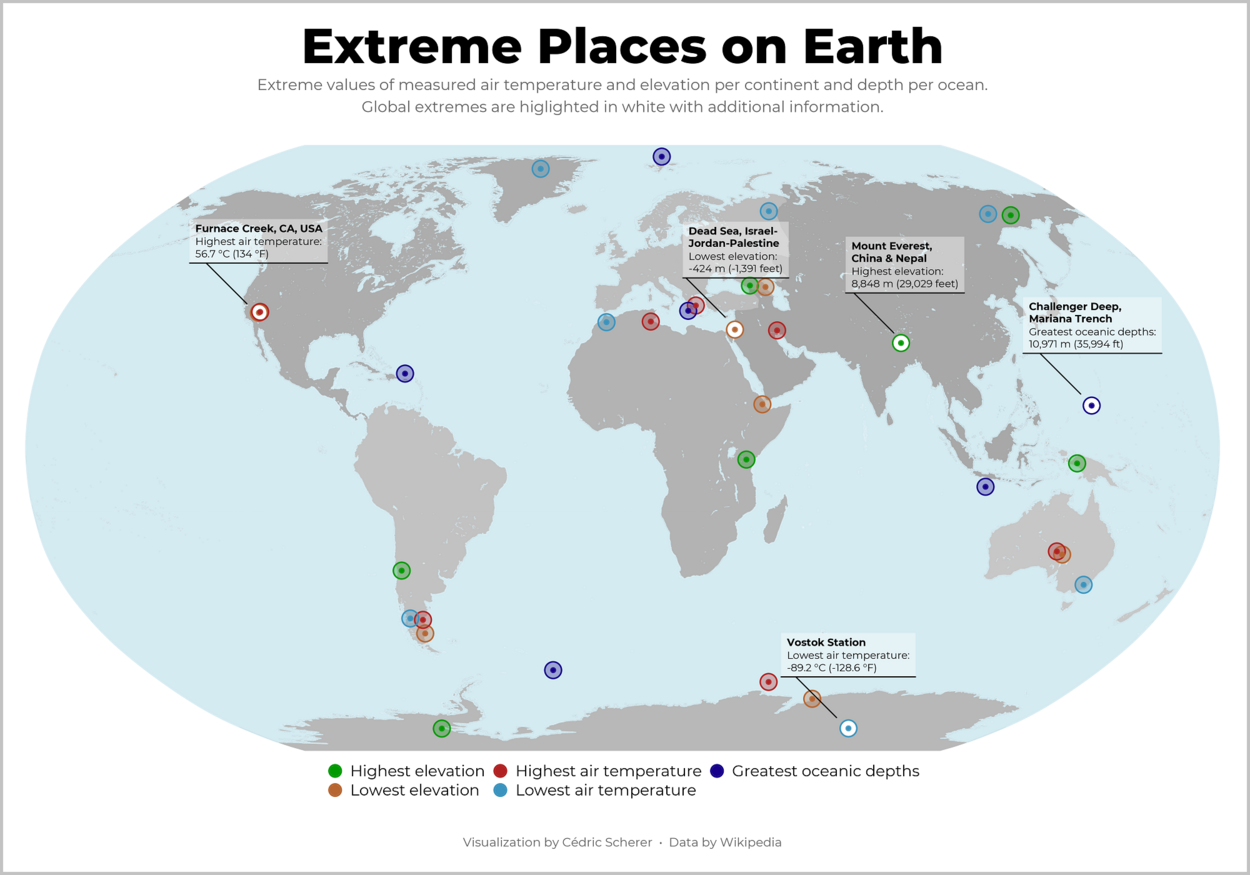 Extreme Places on Earth
Extreme values of measured air temperature and elevation per continent and depth per ocean.
Global extremes are higlighted in white with additional information.
Furnace Creek, CA, USA
Highest air temperature:
56.7 °C (134 °F)
Dead Sea, Israel-
Jordan-Palestine
Lowest elevation:
-424 m (-1,391 feet)
Mount Everest,
China & Nepal
Highest elevation:
8,848 m (29,029 feet)
Challenger Deep,
Mariana Trench
Greatest oceanic depths:
10,971 m (35,994 ft)
Vostok Station
Lowest air temperature:
-89.2 °C (-128.6 °F)
Highest elevation
Highest air temperature
Greatest oceanic depths
Lowest elevation
Lowest air temperature
Visualization by Cédric Scherer • Data by Wikipedia